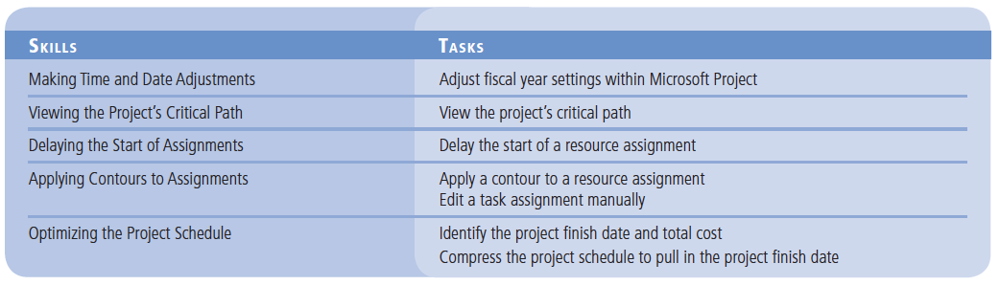 SKILLS TASKS
Making Time and Date Adjustments Adjust fiscal year settings within Microsoft Project
Viewing the Project's Critical Path View the project's critical path
Delaying the Start of Assignments Delay the start of a resource assignment
Applying Contours to Assignments Apply a contour to a resource assignment
Edit a task assignment manually
Optimizing the Project Schedule Identify the project finish date and total cost
Compress the project schedule to pull in the project finish date